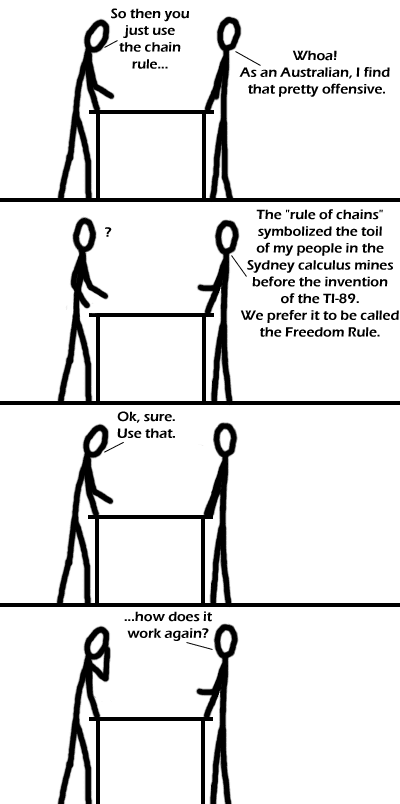 So then you
just use
the chain
rule...
Whoa!
As an Australian, I find
that pretty offensive.
?
The "rule of chains"
symbolized the toil
of my people in the
Sydney calculus mines
before the invention
of the TI-89.
We prefer it to be called
the Freedom Rule.
Ok, sure.
Use that.
...how does it
work again?